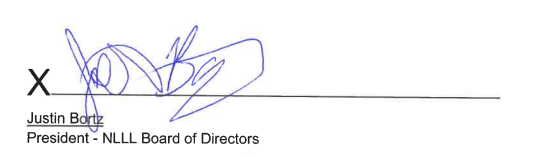 X
Justin Bortz
President - NLLL Board of Directors